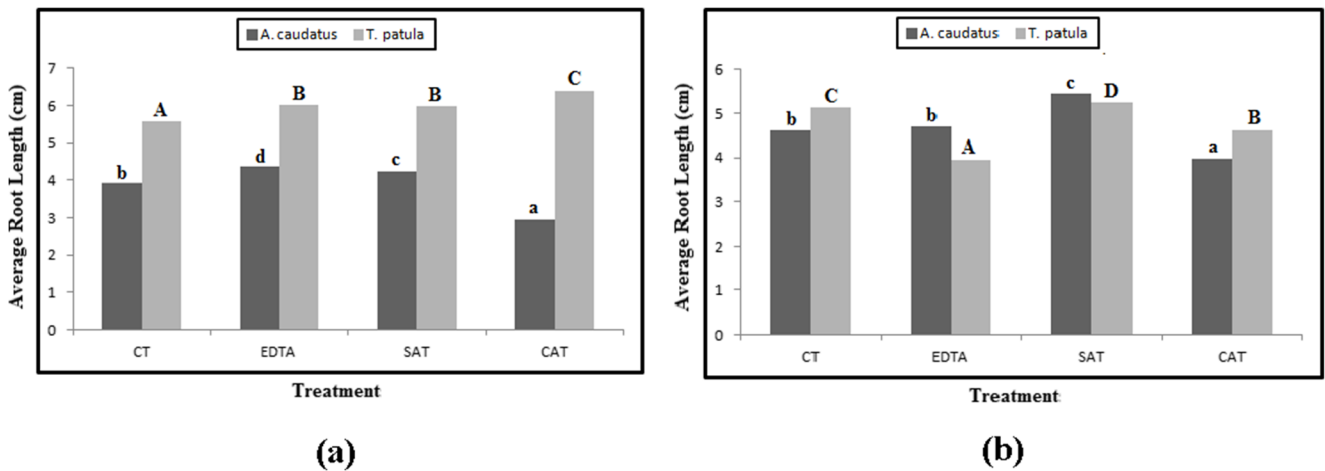 A. caudatus T. patula
Average Root Length (cm)
7
6
5
4
3
2
1
0
A
B
B
C
b
d
c
a
CT EDTA SAT CAT
Treatment
(a)
A. caudatus T. patula
Average Root Length (cm)
6
5
4
3
2
1
0
b
C
b
A
c
D
a
B
CT EDTA SAT CAT
Treatment
(b)